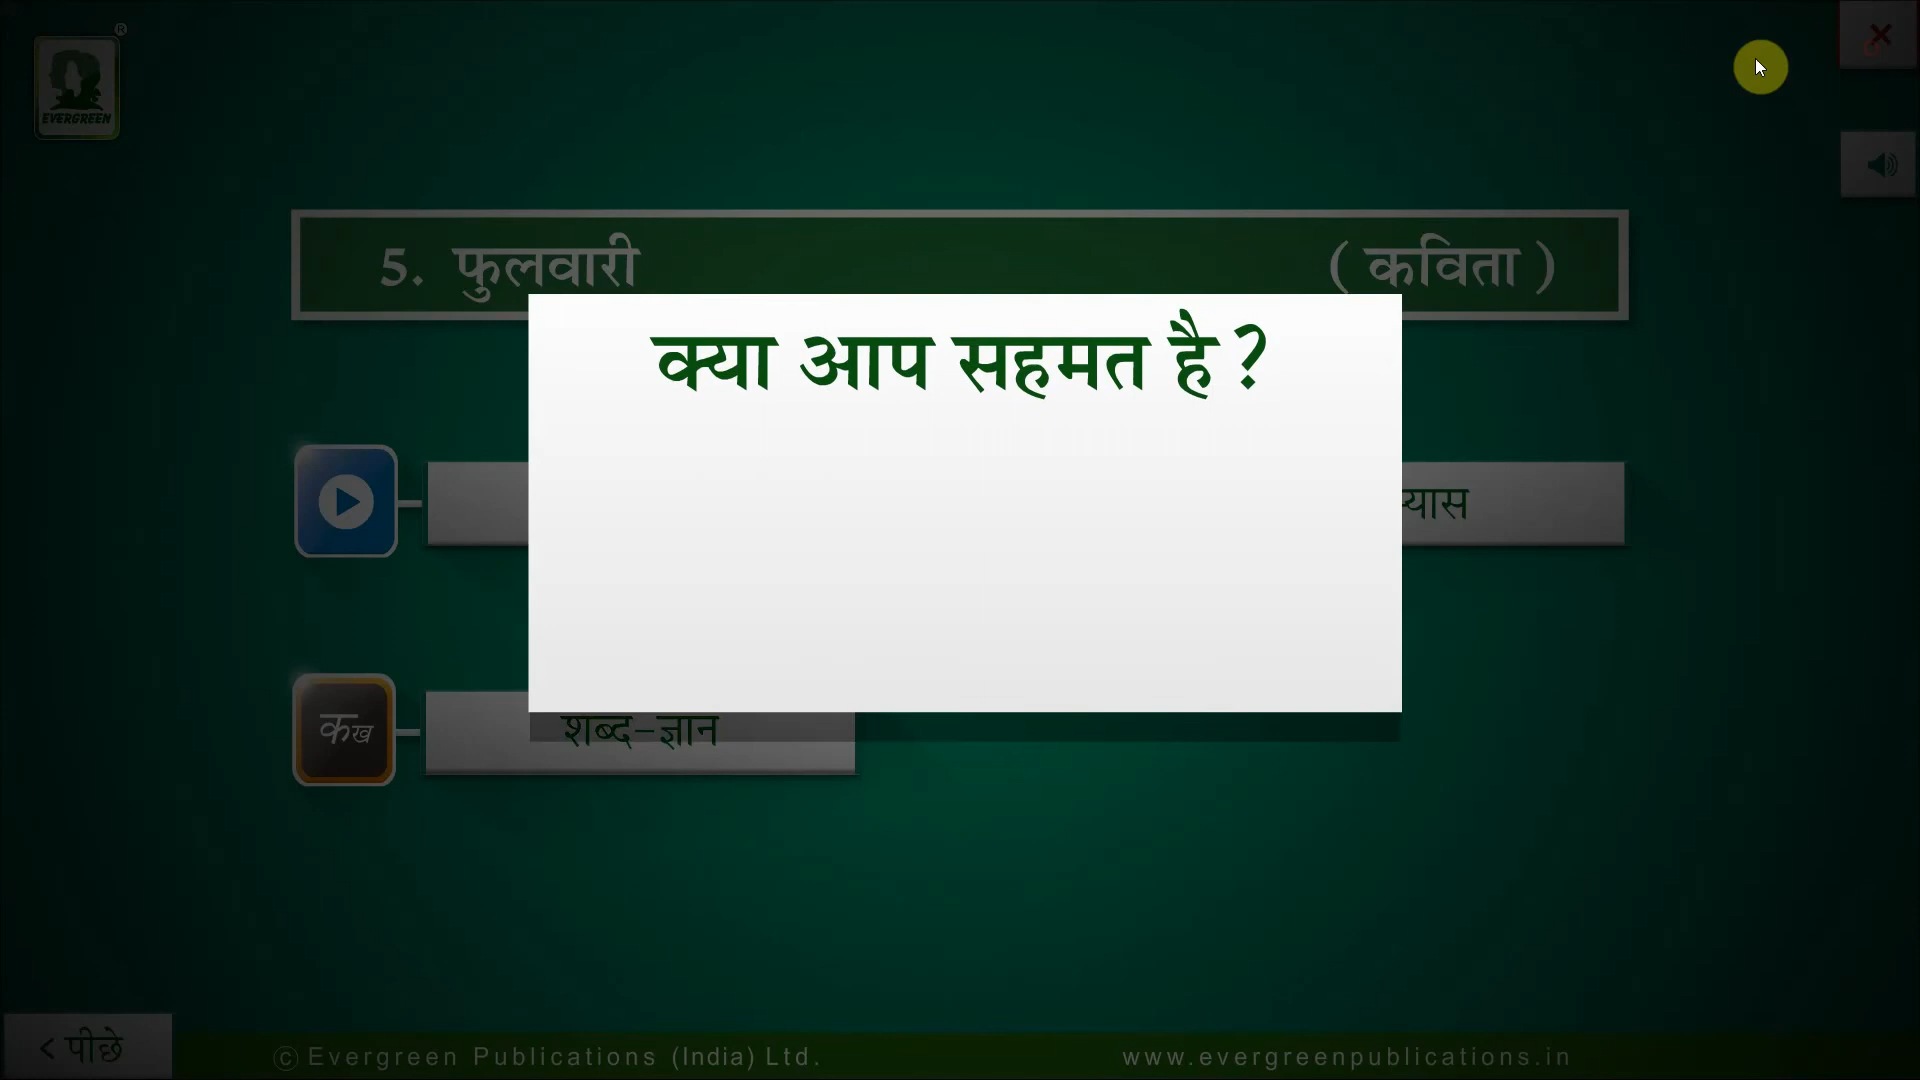 ®
EVERGREEN
5. फुलवारी ( कविता )
क्या आप सहमत है ?
कख
शब्द-ज्ञान
< पीछे
© Evergreen Publications (India) Ltd.
www.evergreenpublications.in